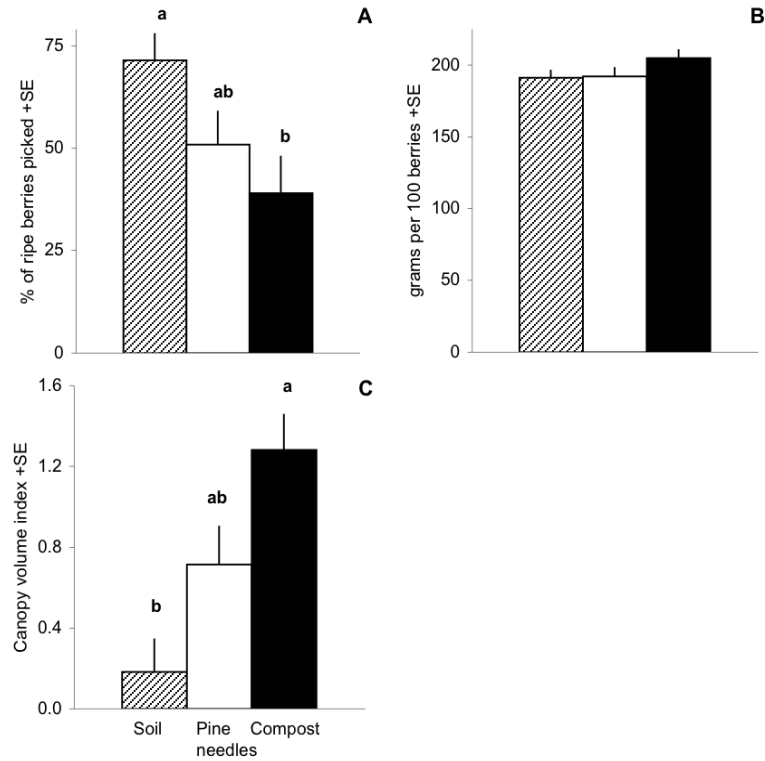 A
% of ripe berries picked +SE
75
50
25
0
a
ab
b
B
grams per 100 berries +SE
200
150
100
50
0
C
Canopy volume index +SE
1.6
1.2
0.8
0.4
0.0
b
ab
a
Soil Pine Compost
needles